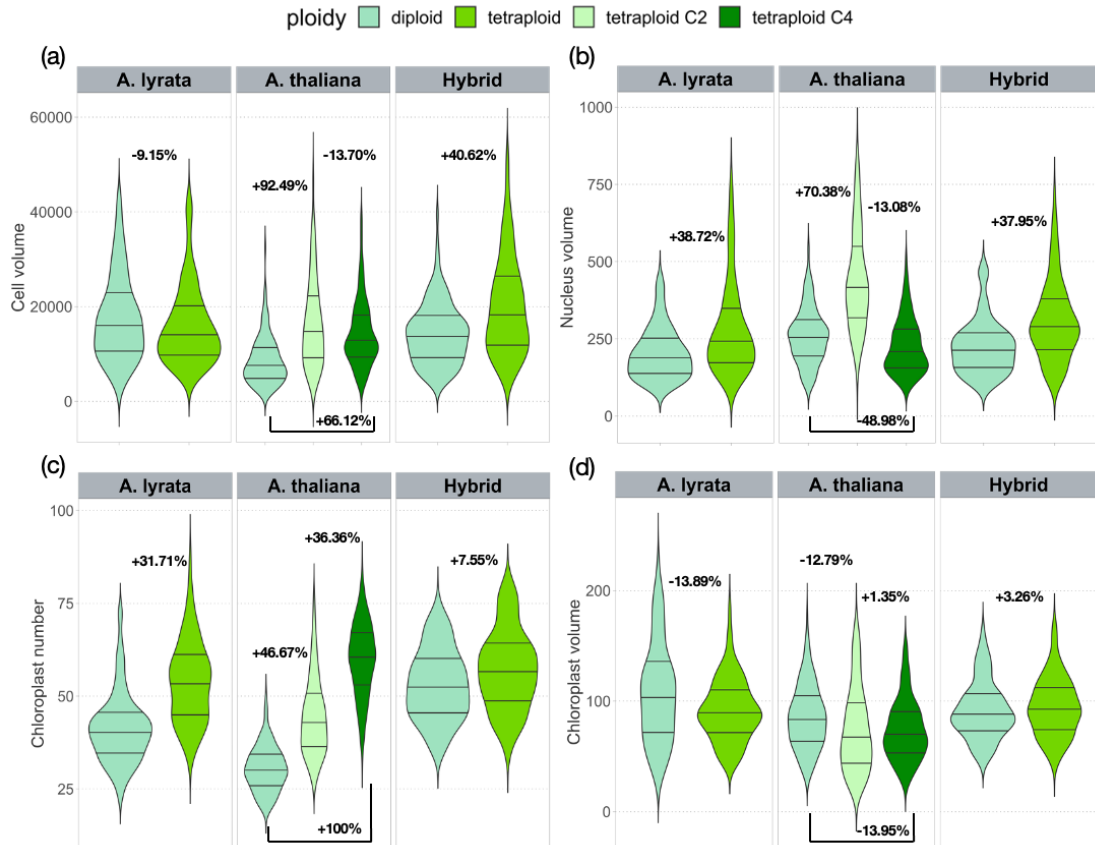 ploidy diploid tetraploid tetraploid C2 tetraploid C4
(a)
A. lyrata A. thaliana Hybrid
Cell volume
60000
40000
20000
0
-9.15%
+92.49%
-13.70%
+40.62%
+66.12%
(b)
A. lyrata A. thaliana Hybrid
Nucleus volume
1000
750
500
250
0
+38.72%
+70.38%
-13.08%
+37.95%
-48.98%
(c)
A. lyrata A. thaliana Hybrid
Chloroplast number
100
75
50
25
+31.71%
+46.67%
+36.36%
+7.55%
+100%
(d)
A. lyrata A. thaliana Hybrid
Chloroplast volume
200
100
0
-13.89%
-12.79%
+1.35%
+3.26%
-13.95%